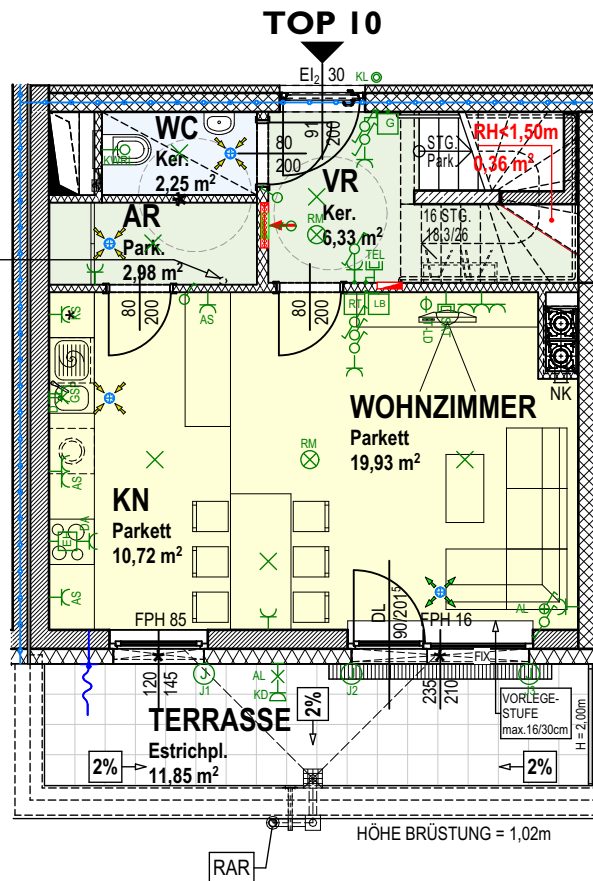 TOP 10
EI₂ 30
KL
WC
Ker.
2,25 m²
80
200
91
200
G
STG.
Park.
RH<1,50m
0,36 m²
VR
Ker.
6,33 m²
RM
16 STG.
18,3/26
AR
Park.
2,98 m²
TEL
80
200
AS
80
200
RT
LB
NK
GS
WOHNZIMMER
Parkett
19,93 m²
RM
KN
Parkett
10,72 m²
AS
E
AS
DL
90/201⁵
AL
FPH 85
FPH 16
FIX
120
145
J1
AL
KD
J2
235
210
J3
VORLEGE-
STUFE
max.16/30cm
H = 2,00m
TERRASSE
Estrichpl.
11,85 m²
2%
2%
2%
HÖHE BRÜSTUNG = 1,02m
RAR